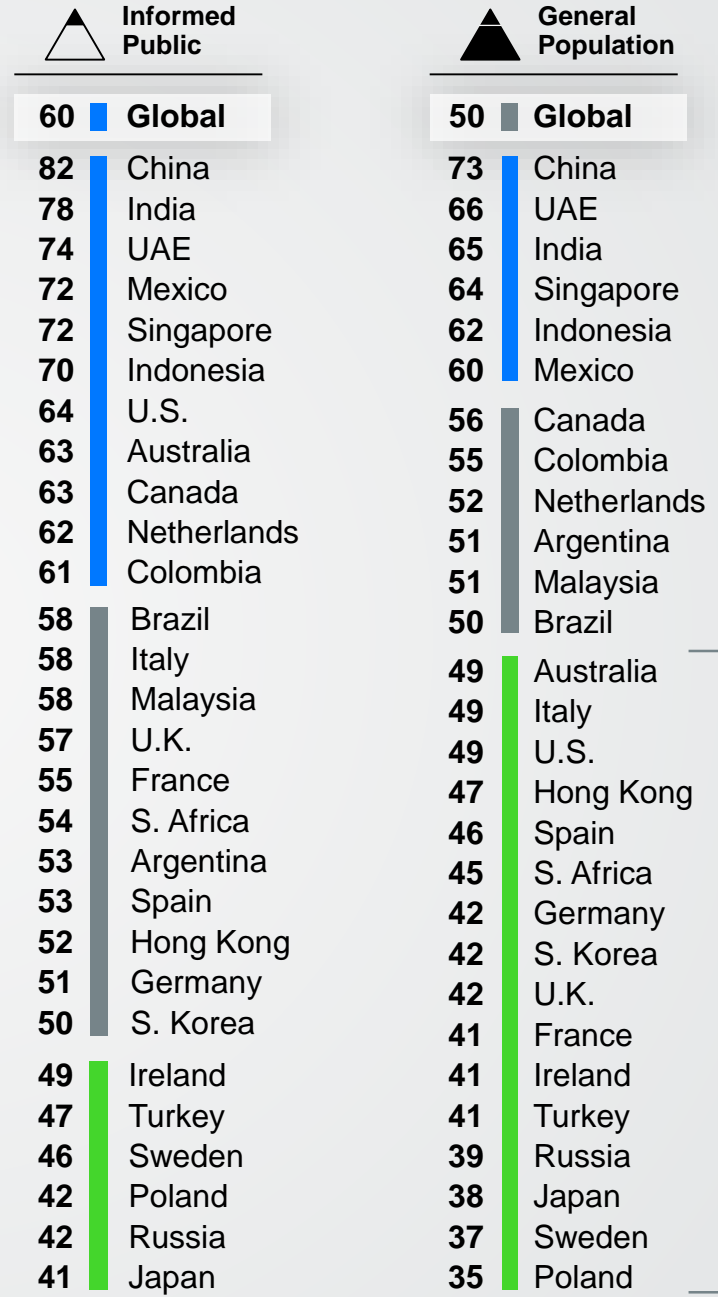 Informed
Public
60 Global
82 China
78 India
74 UAE
72 Mexico
72 Singapore
70 Indonesia
64 U.S.
63 Australia
63 Canada
62 Netherlands
61 Colombia
58 Brazil
58 Italy
58 Malaysia
57 U.K.
55 France
54 S. Africa
53 Argentina
53 Spain
52 Hong Kong
51 Germany
50 S. Korea
49 Ireland
47 Turkey
46 Sweden
42 Poland
42 Russia
41 Japan
General
Population
50 Global
73 China
66 UAE
65 India
64 Singapore
62 Indonesia
60 Mexico
56 Canada
55 Colombia
52 Netherlands
51 Argentina
51 Malaysia
50 Brazil
49 Australia
49 Italy
49 U.S.
47 Hong Kong
46 Spain
45 S. Africa
42 Germany
42 S. Korea
42 U.K.
41 France
41 Ireland
41 Turkey
39 Russia
38 Japan
37 Sweden
35 Poland